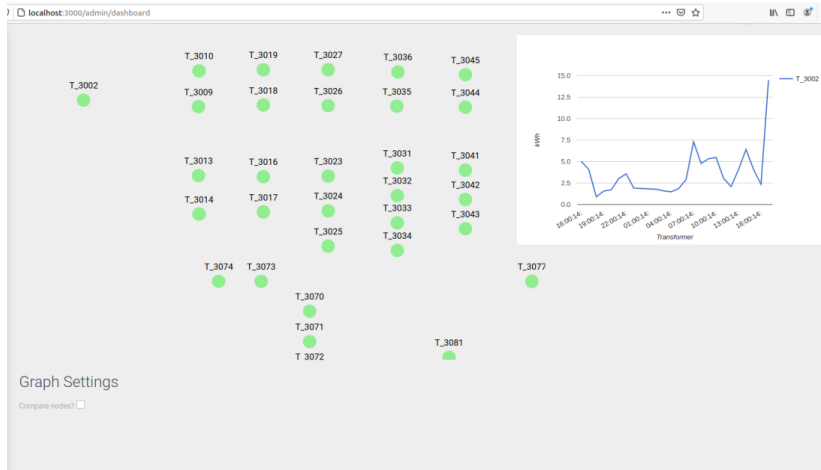 localhost:3000/admin/dashboard
T_3002
T_3010
T_3019
T_3027
T_3036
T_3045
T_3009
T_3018
T_3026
T_3035
T_3044
T_3013
T_3016
T_3023
T_3031
T_3041
T_3032
T_3042
T_3014
T_3017
T_3024
T_3033
T_3043
T_3025
T_3034
T_3074
T_3073
T_3077
T_3070
T_3071
T_3072
T_3081
15.0
12.5
10.0
7.5
5.0
2.5
0.0
kWh
16:00:14:
19:00:14:
22:00:14:
01:00:14:
04:00:14:
07:00:14:
10:00:14:
13:00:14:
16:00:14:
Transformer
T_3002
Graph Settings
Compare nodes?